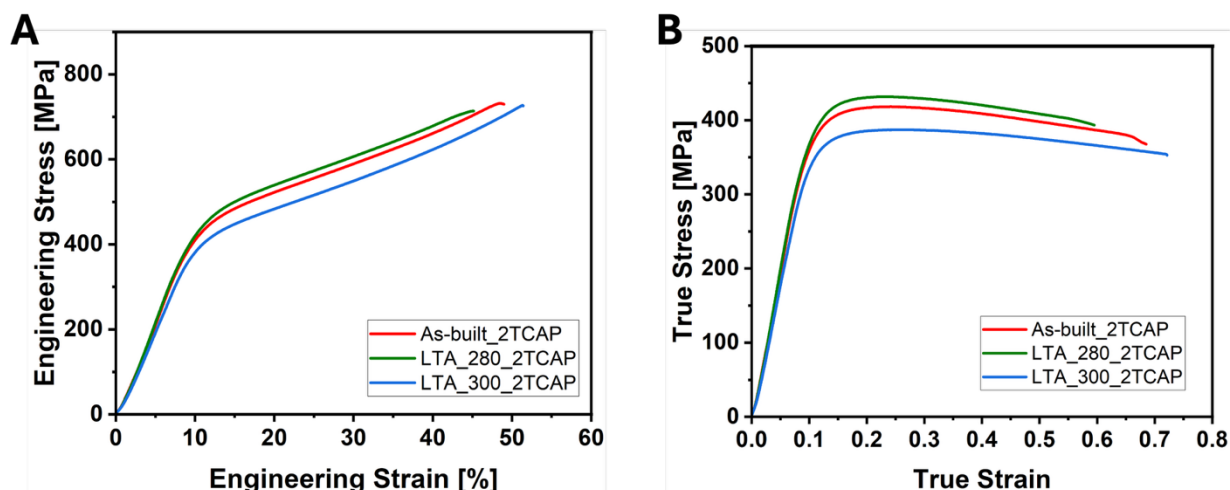 A
Engineering Stress [MPa]
800
600
400
200
0
0 10 20 30 40 50 60
Engineering Strain [%]
As-built_2TCAP
LTA_280_2TCAP
LTA_300_2TCAP
B
True Stress [MPa]
500
400
300
200
100
0
0.0 0.1 0.2 0.3 0.4 0.5 0.6 0.7 0.8
True Strain
As-built_2TCAP
LTA_280_2TCAP
LTA_300_2TCAP